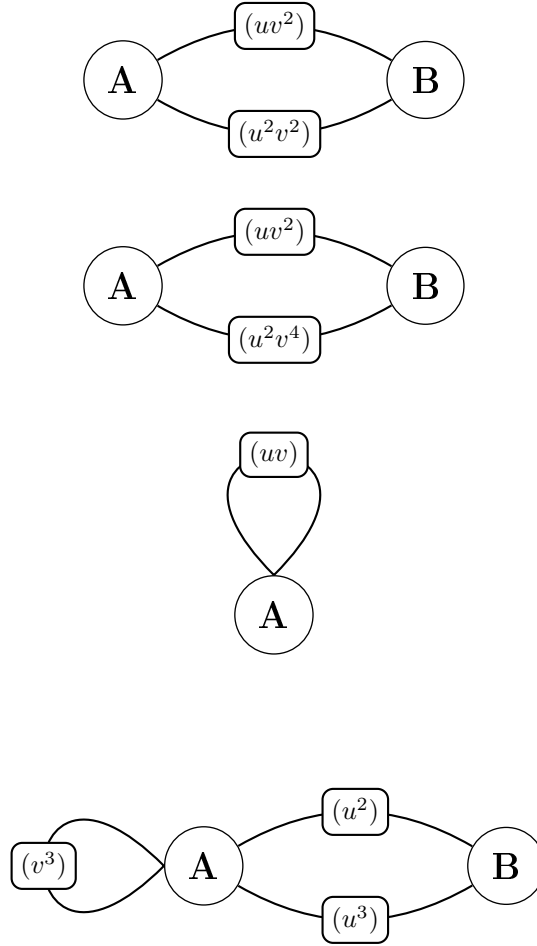 (uv²)
A B
(u²v²)
(uv²)
A B
(u²v⁴)
(uv)
A
(u²)
(v³) A B
(u³)